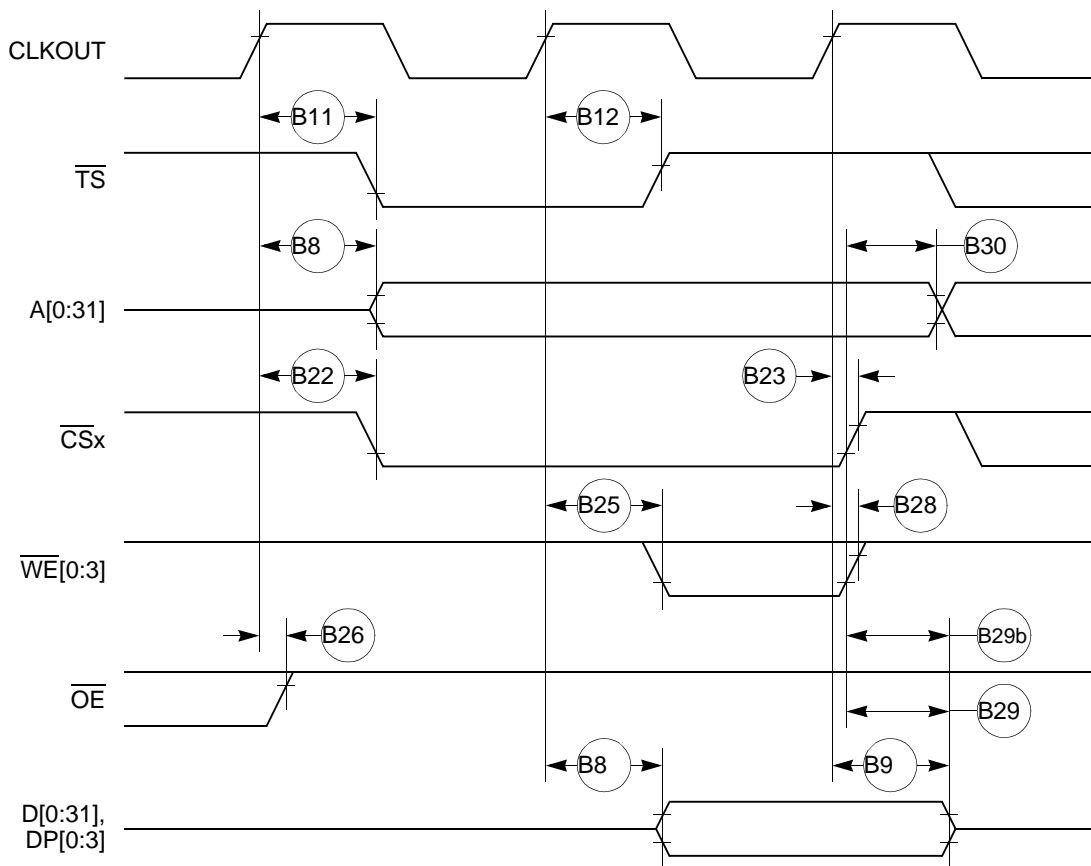 CLKOUT
B11
B12
TS
B8
B30
A[0:31]
B22
B23
CSx
B25
B28
WE[0:3]
B26
B29b
OE
B29
B8
B9
D[0:31],
DP[0:3]